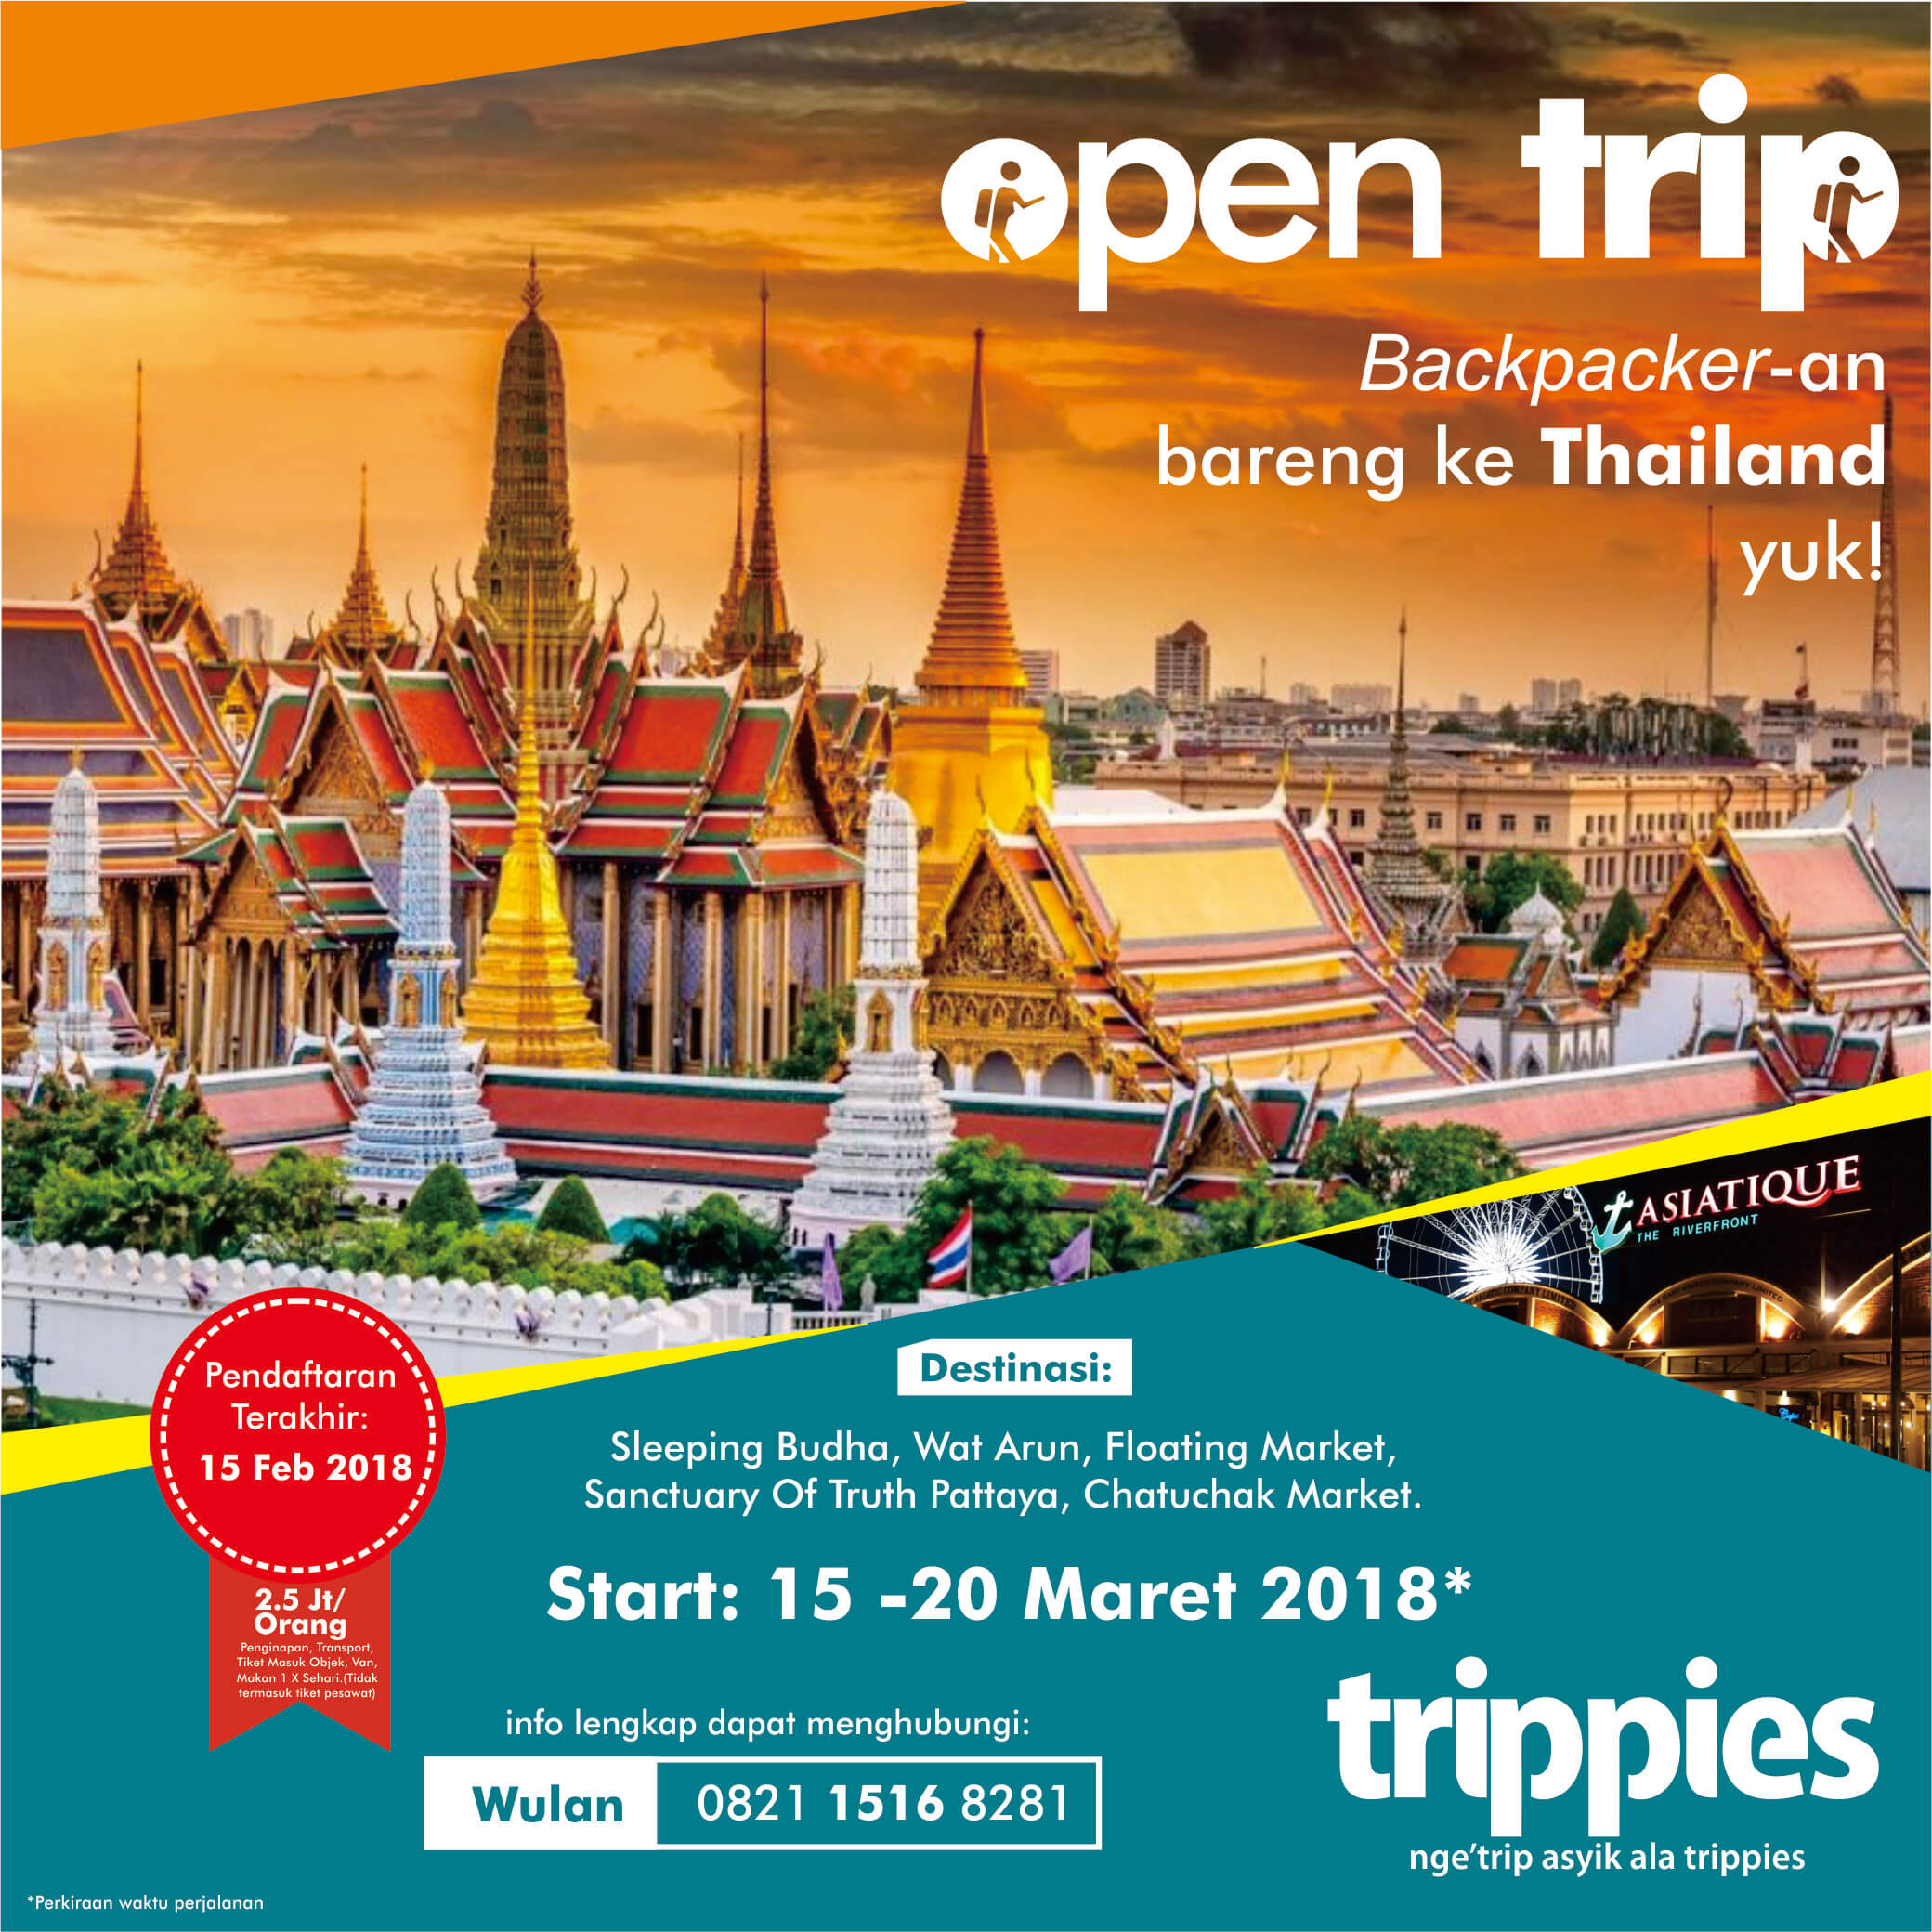 open trip
Backpacker-an
bareng ke Thailand
yuk!
ASIATIQUE
THE RIVERFRONT
Pendaftaran
Terakhir:
15 Feb 2018
2.5 Jt/
Orang
Penginapan, Transport,
Tiket Masuk Objek, Van,
Makan 1 X Sehari.(Tidak
termasuk tiket pesawat)
Destinasi:
Sleeping Budha, Wat Arun, Floating Market,
Sanctuary Of Truth Pattaya, Chatuchak Market.
Start: 15 -20 Maret 2018*
info lengkap dapat menghubungi:
Wulan 0821 1516 8281
trippies
nge'trip asyik ala trippies
*Perkiraan waktu perjalanan